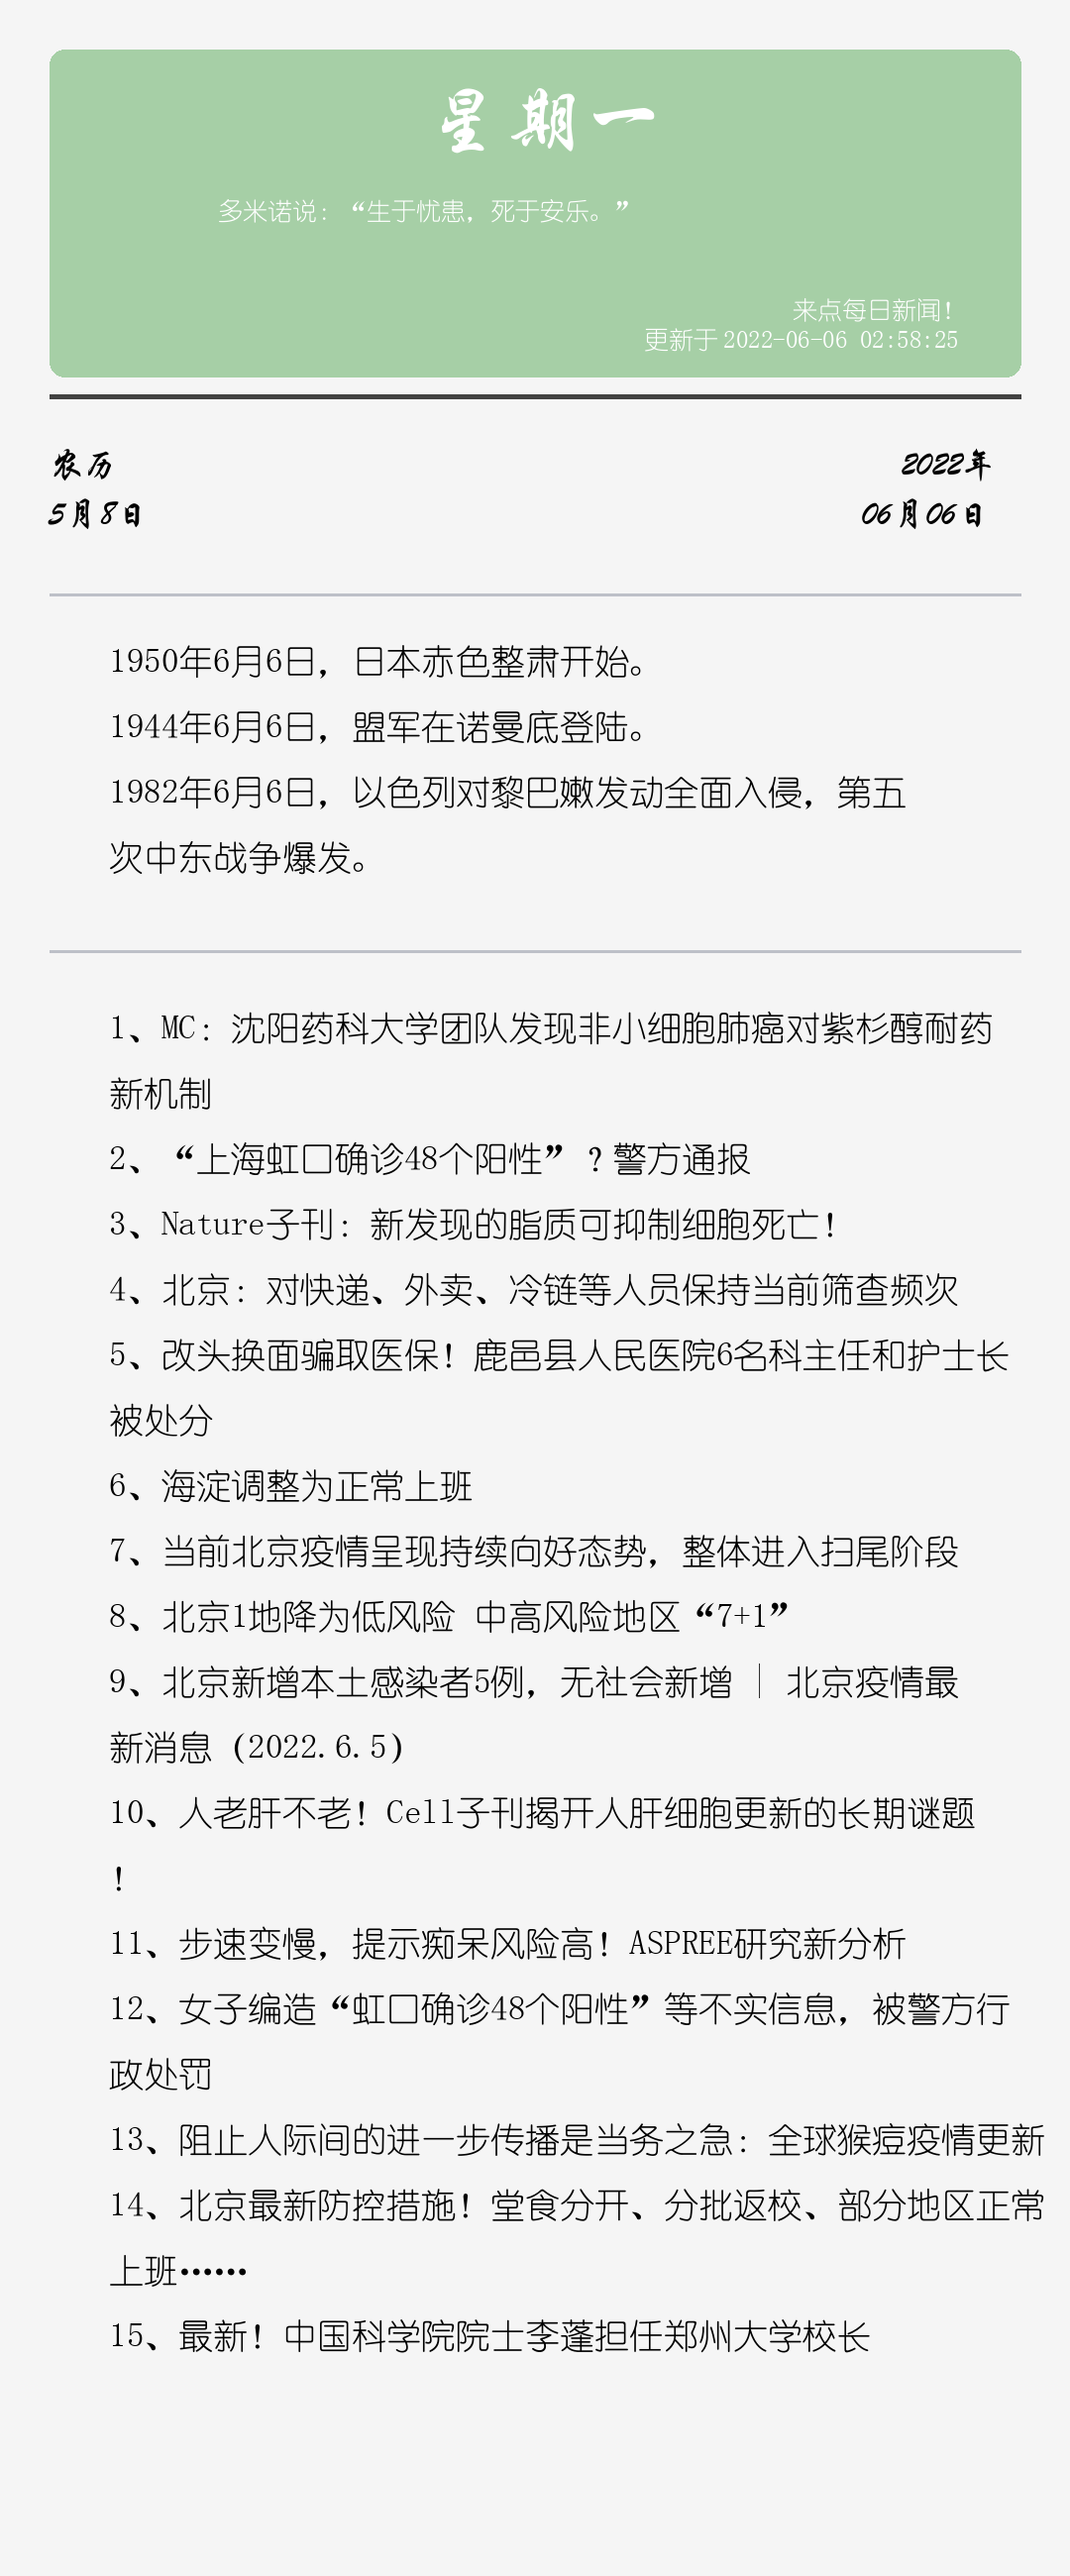 星期一
多米诺说：“生于忧患，死于安乐。”
来点每日新闻！
更新于 2022-06-06 02:58:25
农历
5月8日
2022年
06月06日
1950年6月6日，日本赤色整肃开始。
1944年6月6日，盟军在诺曼底登陆。
1982年6月6日，以色列对黎巴嫩发动全面入侵，第五
次中东战争爆发。
1、MC：沈阳药科大学团队发现非小细胞肺癌对紫杉醇耐药
新机制
2、“上海虹口确诊48个阳性”？警方通报
3、Nature子刊：新发现的脂质可抑制细胞死亡！
4、北京：对快递、外卖、冷链等人员保持当前筛查频次
5、改头换面骗取医保！鹿邑县人民医院6名科主任和护士长
被处分
6、海淀调整为正常上班
7、当前北京疫情呈现持续向好态势，整体进入扫尾阶段
8、北京1地降为低风险 中高风险地区“7+1”
9、北京新增本土感染者5例，无社会新增 | 北京疫情最
新消息（2022.6.5）
10、人老肝不老！Cell子刊揭开人肝细胞更新的长期谜题
！
11、步速变慢，提示痴呆风险高！ASPREE研究新分析
12、女子编造“虹口确诊48个阳性”等不实信息，被警方行
政处罚
13、阻止人际间的进一步传播是当务之急：全球猴痘疫情更新
14、北京最新防控措施！堂食分开、分批返校、部分地区正常
上班……
15、最新！中国科学院院士李蓬担任郑州大学校长